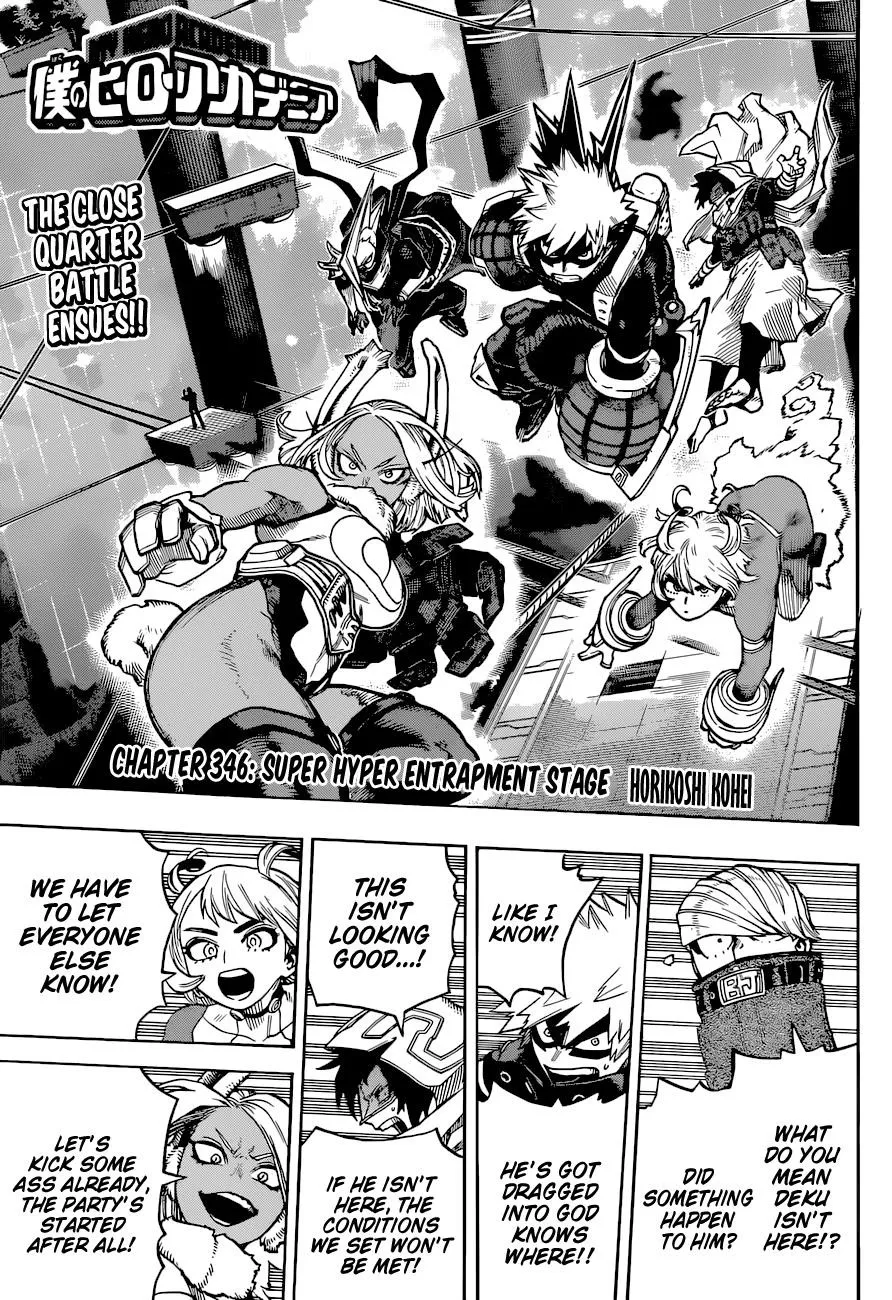 MY HERO ACADEMIA
僕のヒーローアカデミア
THE CLOSE
QUARTER
BATTLE
ENSUES!!
CHAPTER 346: SUPER HYPER ENTRAPMENT STAGE HORIKOSHI KOHEI
WHAT
DO YOU
MEAN
DEKU
ISN'T
HERE!?
DID
SOMETHING
HAPPEN
TO HIM?
BJ
LIKE I
KNOW!
HE'S GOT
DRAGGED
INTO GOD
KNOWS
WHERE!!
THIS
ISN'T
LOOKING
GOOD...!
IF HE ISN'T
HERE, THE
CONDITIONS
WE SET WON'T
BE MET!
WE HAVE
TO LET
EVERYONE
ELSE
KNOW!
LET'S
KICK SOME
ASS ALREADY,
THE PARTY'S
STARTED
AFTER ALL!